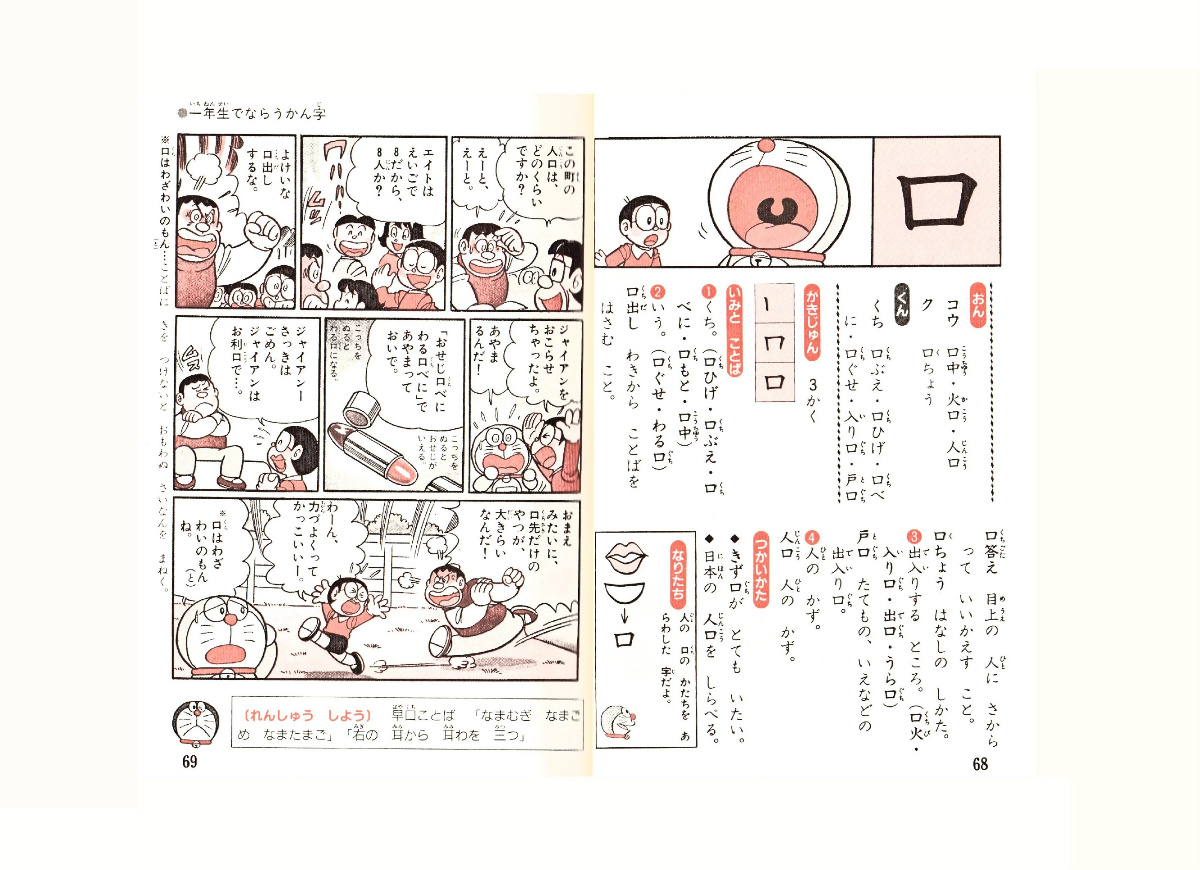 口
おん
コウ 口中・火口・人口
ク 口ちょう
くん
くち 口ぶえ・口ひげ・口べ
に・口ぐせ・入り口・戸口
かきじゅん
3かく
いみと ことば
❶くち。(口ひげ・口ぶえ・口
べに・口もと・口中)
❷いう。(口ぐせ・わる口)
口出し わきから ことばを
はさむ こと。
口答え 目上の 人に さから
って いいかえす こと。
口ちょう はなしの しかた。
❸出入りする ところ。(口火・
入り口・出口・うら口)
戸口 たてもの、いえなどの
出入り口。
❹人の かず。
人口 人の かず。
つかいかた
◆きず口が とても いたい。
◆日本の 人口を しらべる。
なりたち
人の 口の かたちを あ
らわした 字だよ。
口
68
●一年生でならうかん字
この町の
人口は、
どのくらい
ですか?
えーと、
えーと。
エイトは
えいごで
8だから、
8人か?
ワハハハ
よけいな
口出し
するな。
ジャイアンを
おこらせ
ちゃったよ。
あやま
るんだ!
「おせじ口べに
わる口べに」で
あやまって
おいで。
こっちを
ぬると
おせじが
いえる。
こっちを
ぬると
わる口になる。
ジャイアンー
さっきは
ごめん。
ジャイアンは
お利口で…。
おまえ
みたいに、
口先だけの
やつが、
大きらい
なんだ!
わーん、
力づよくって
かっこいいー!
※
口はわざ
わいのもん
ね。
(と)
※口はわざわいのもん(と)…ことばに きを つけないと おもわぬ さいなんを まねく。
(れんしゅう しよう) 早口ことば 「なまむぎ なまご
め なまたまご」「右の 耳から 耳わを 三つ」
69